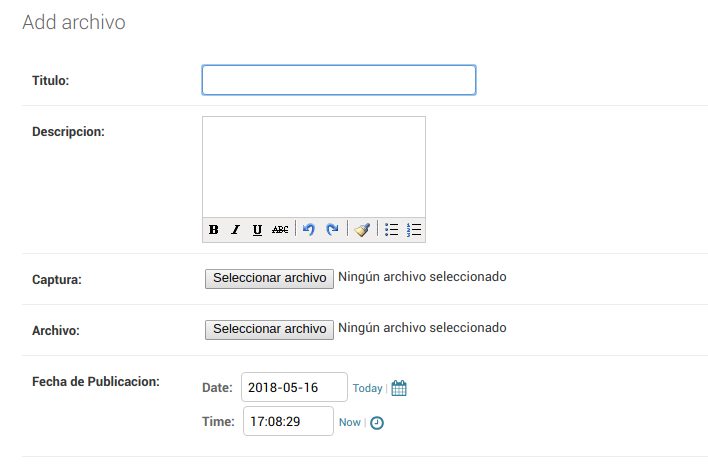 Add archivo
Titulo:
Descripcion:
B I U ABC
Captura: Seleccionar archivo Ningún archivo seleccionado
Archivo: Seleccionar archivo Ningún archivo seleccionado
Fecha de Publicacion: Date: 2018-05-16 Today |
Time: 17:08:29 Now |